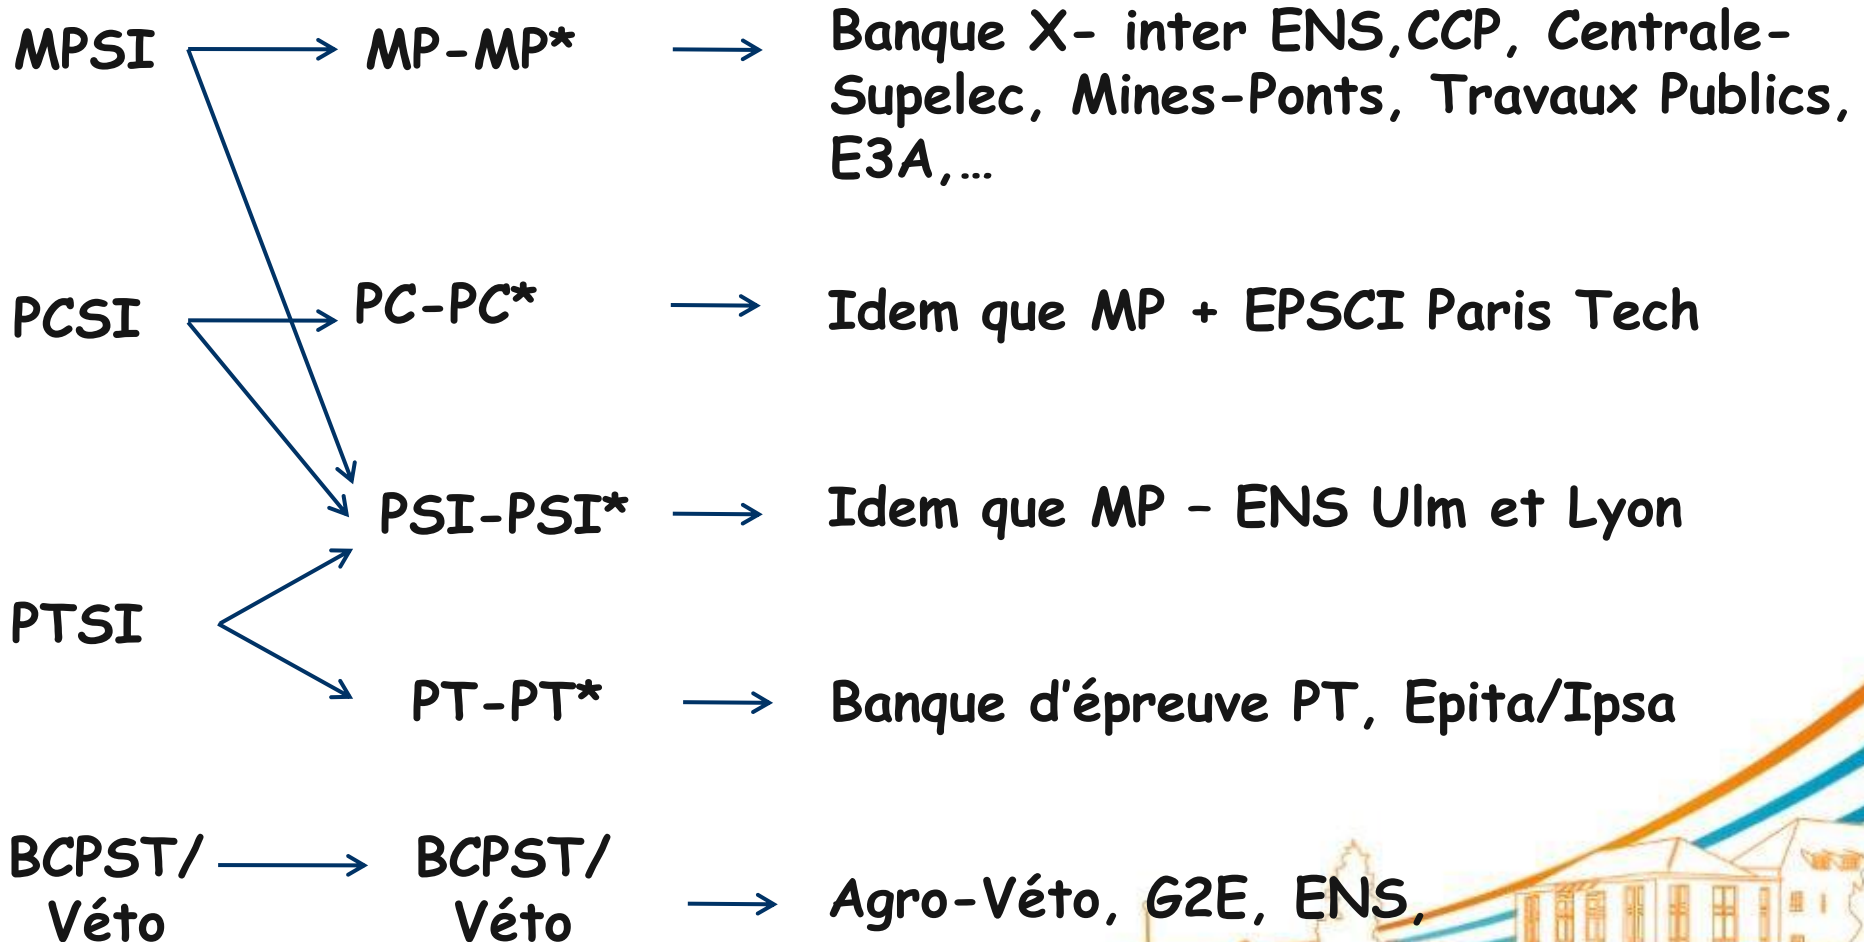 MPSI
MP-MP*
Banque X- inter ENS,CCP, Centrale-
Supelec, Mines-Ponts, Travaux Publics,
E3A,…
PCSI
PC-PC*
Idem que MP + EPSCI Paris Tech
PSI-PSI*
Idem que MP – ENS Ulm et Lyon
PTSI
PT-PT*
Banque d'épreuve PT, Epita/Ipsa
BCPST/
Véto
BCPST/
Véto
Agro-Véto, G2E, ENS,